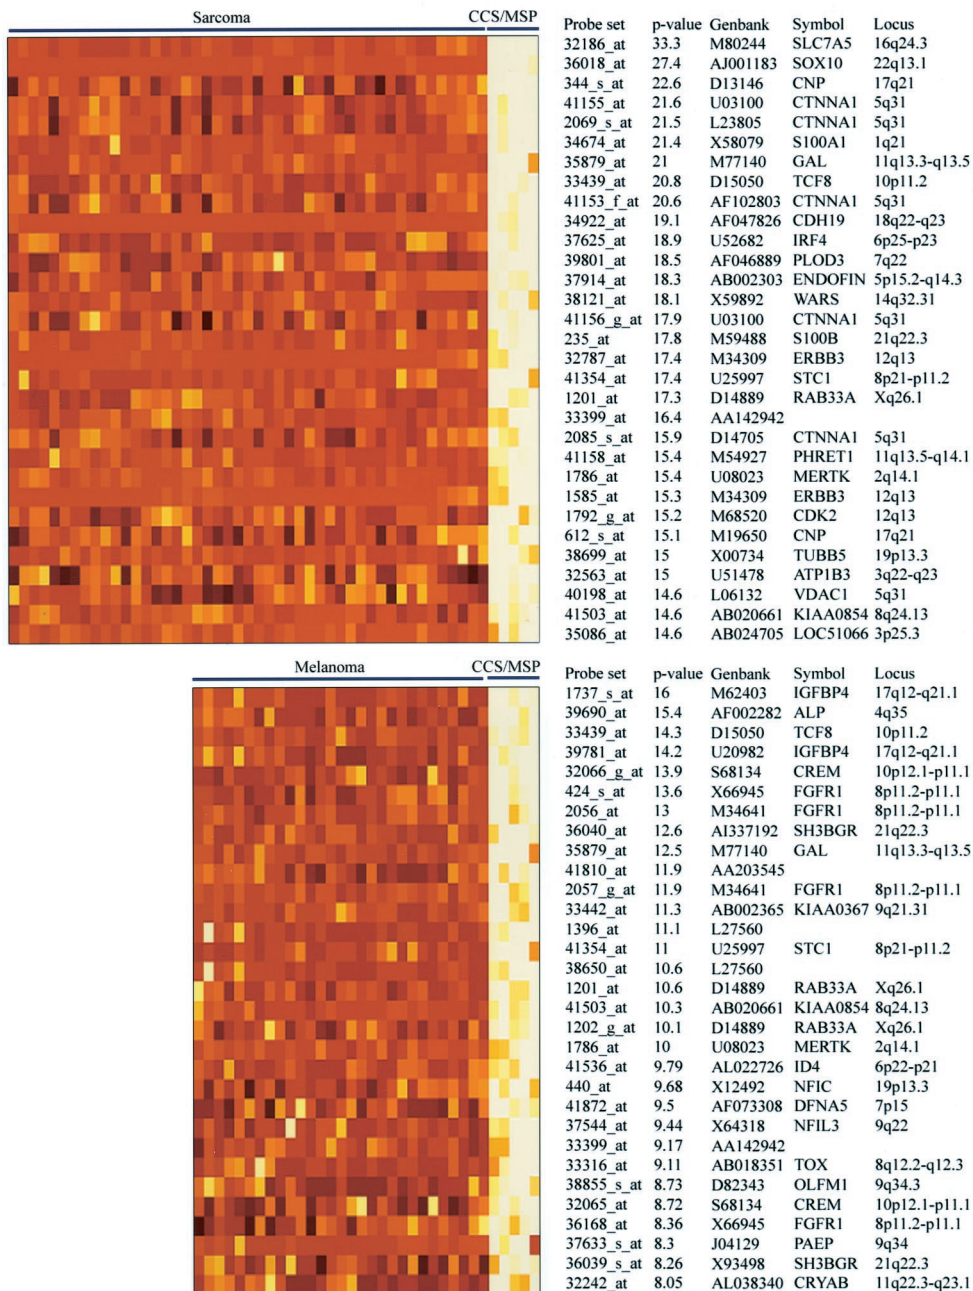 Sarcoma CCS/MSP
Probe set p-value Genbank Symbol Locus
32186_at 33.3 M80244 SLC7A5 16q24.3
36018_at 27.4 AJ001183 SOX10 22q13.1
344_s_at 22.6 D13146 CNP 17q21
41155_at 21.6 U03100 CTNNA1 5q31
2069_s_at 21.5 L23805 CTNNA1 5q31
34674_at 21.4 X58079 S100A1 1q21
35879_at 21 M77140 GAL 11q13.3-q13.5
33439_at 20.8 D15050 TCF8 10p11.2
41153_f_at 20.6 AF102803 CTNNA1 5q31
34922_at 19.1 AF047826 CDH19 18q22-q23
37625_at 18.9 U52682 IRF4 6p25-p23
39801_at 18.5 AF046889 PLOD3 7q22
37914_at 18.3 AB002303 ENDOFIN 5p15.2-q14.3
38121_at 18.1 X59892 WARS 14q32.31
41156_g_at 17.9 U03100 CTNNA1 5q31
235_at 17.8 M59488 S100B 21q22.3
32787_at 17.4 M34309 ERBB3 12q13
41354_at 17.4 U25997 STC1 8p21-p11.2
1201_at 17.3 D14889 RAB33A Xq26.1
33399_at 16.4 AA142942
2085_s_at 15.9 D14705 CTNNA1 5q31
41158_at 15.4 M54927 PHRET1 11q13.5-q14.1
1786_at 15.4 U08023 MERTK 2q14.1
1585_at 15.3 M34309 ERBB3 12q13
1792_g_at 15.2 M68520 CDK2 12q13
612_s_at 15.1 M19650 CNP 17q21
38699_at 15 X00734 TUBB5 19p13.3
32563_at 15 U51478 ATP1B3 3q22-q23
40198_at 14.6 L06132 VDAC1 5q31
41503_at 14.6 AB020661 KIAA0854 8q24.13
35086_at 14.6 AB024705 LOC51066 3p25.3
Melanoma CCS/MSP
Probe set p-value Genbank Symbol Locus
1737_s_at 16 M62403 IGFBP4 17q12-q21.1
39690_at 15.4 AF002282 ALP 4q35
33439_at 14.3 D15050 TCF8 10p11.2
39781_at 14.2 U20982 IGFBP4 17q12-q21.1
32066_g_at 13.9 S68134 CREM 10p12.1-p11.1
424_s_at 13.6 X66945 FGFR1 8p11.2-p11.1
2056_at 13 M34641 FGFR1 8p11.2-p11.1
36040_at 12.6 AI337192 SH3BGR 21q22.3
35879_at 12.5 M77140 GAL 11q13.3-q13.5
41810_at 11.9 AA203545
2057_g_at 11.9 M34641 FGFR1 8p11.2-p11.1
33442_at 11.3 AB002365 KIAA0367 9q21.31
1396_at 11.1 L27560
41354_at 11 U25997 STC1 8p21-p11.2
38650_at 10.6 L27560
1201_at 10.6 D14889 RAB33A Xq26.1
41503_at 10.3 AB020661 KIAA0854 8q24.13
1202_g_at 10.1 D14889 RAB33A Xq26.1
1786_at 10 U08023 MERTK 2q14.1
41536_at 9.79 AL022726 ID4 6p22-p21
440_at 9.68 X12492 NFIC 19p13.3
41872_at 9.5 AF073308 DFNA5 7p15
37544_at 9.44 X64318 NFIL3 9q22
33399_at 9.17 AA142942
33316_at 9.11 AB018351 TOX 8q12.2-q12.3
38855_s_at 8.73 D82343 OLFM1 9q34.3
32065_at 8.72 S68134 CREM 10p12.1-p11.1
36168_at 8.36 X66945 FGFR1 8p11.2-p11.1
37633_s_at 8.3 J04129 PAEP 9q34
36039_s_at 8.26 X93498 SH3BGR 21q22.3
32242_at 8.05 AL038340 CRYAB 11q22.3-q23.1